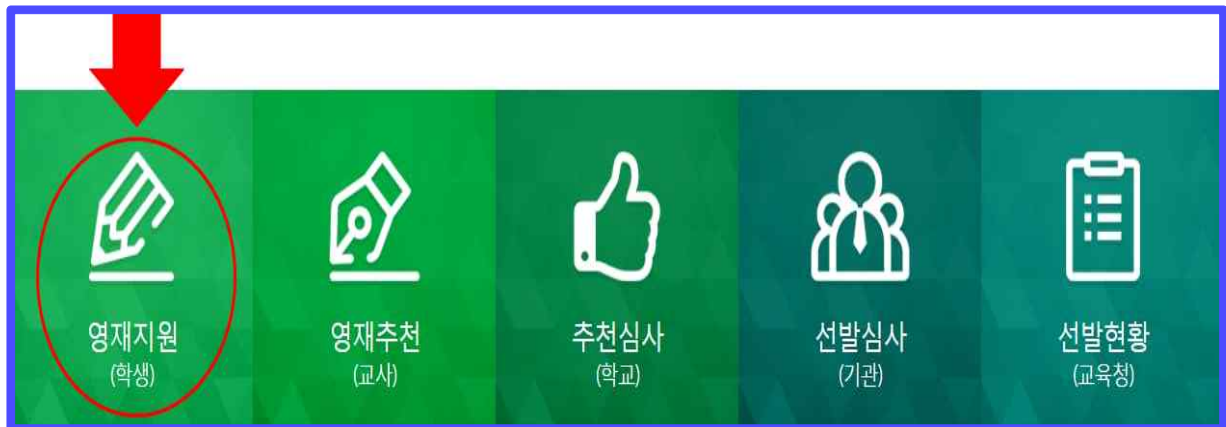 영재지원
(학생)
영재추천
(교사)
추천심사
(학교)
선발심사
(기관)
선발현황
(교육청)